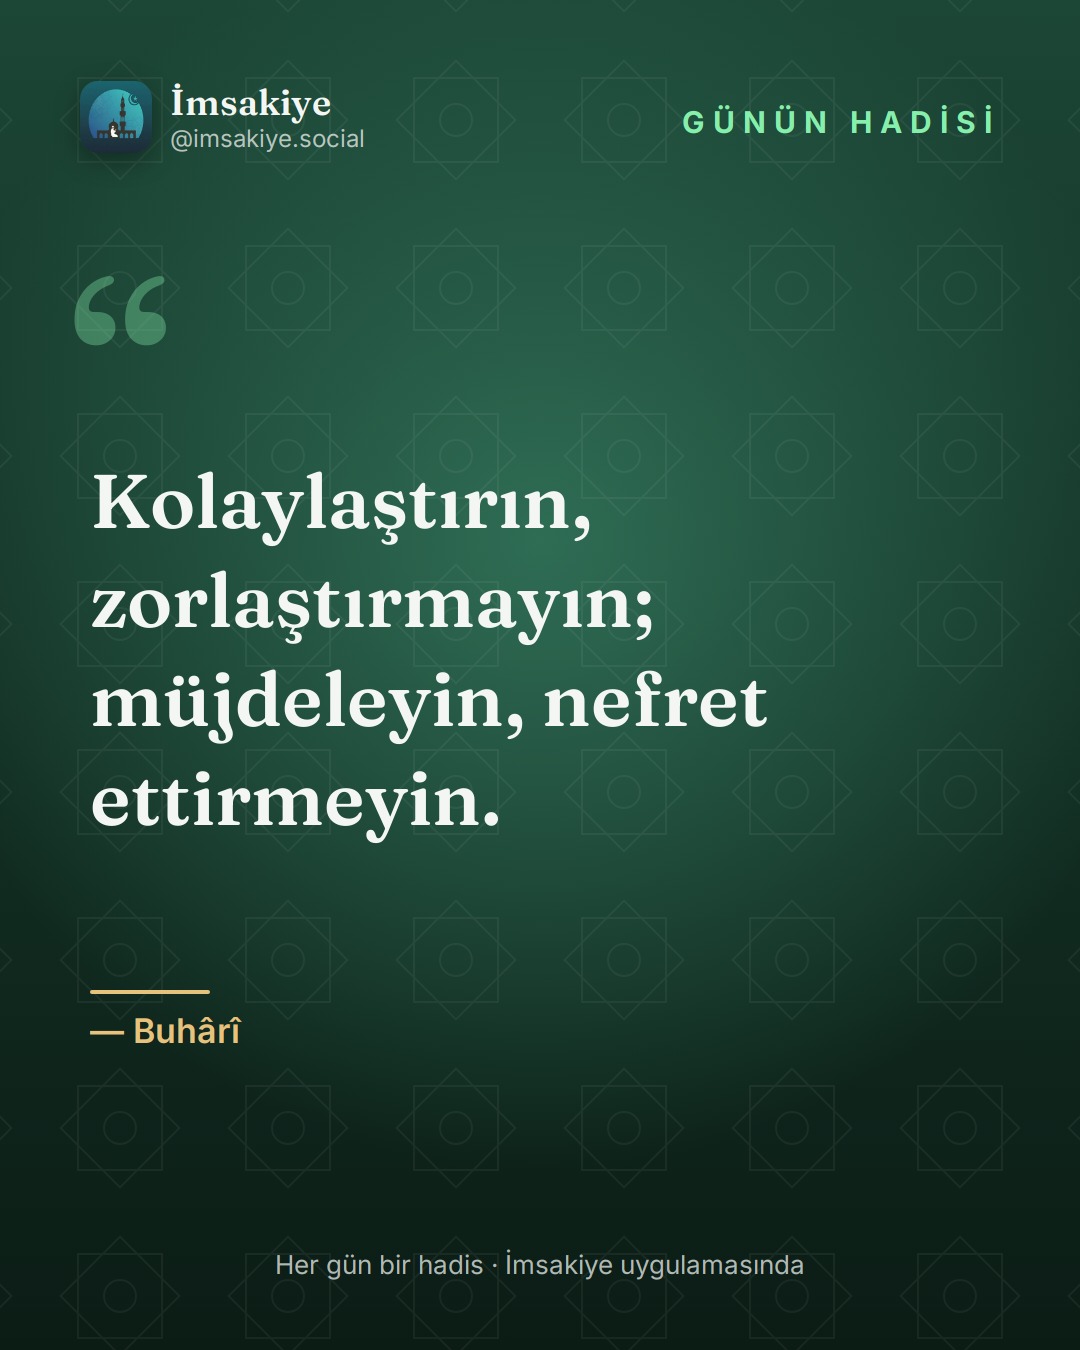 İmsakiye
@imsakiye.social
GÜNÜN HADİSİ
“
Kolaylaştırın,
zorlaştırmayın;
müjdeleyin, nefret
ettirmeyin.
— Buhârî
Her gün bir hadis · İmsakiye uygulamasında